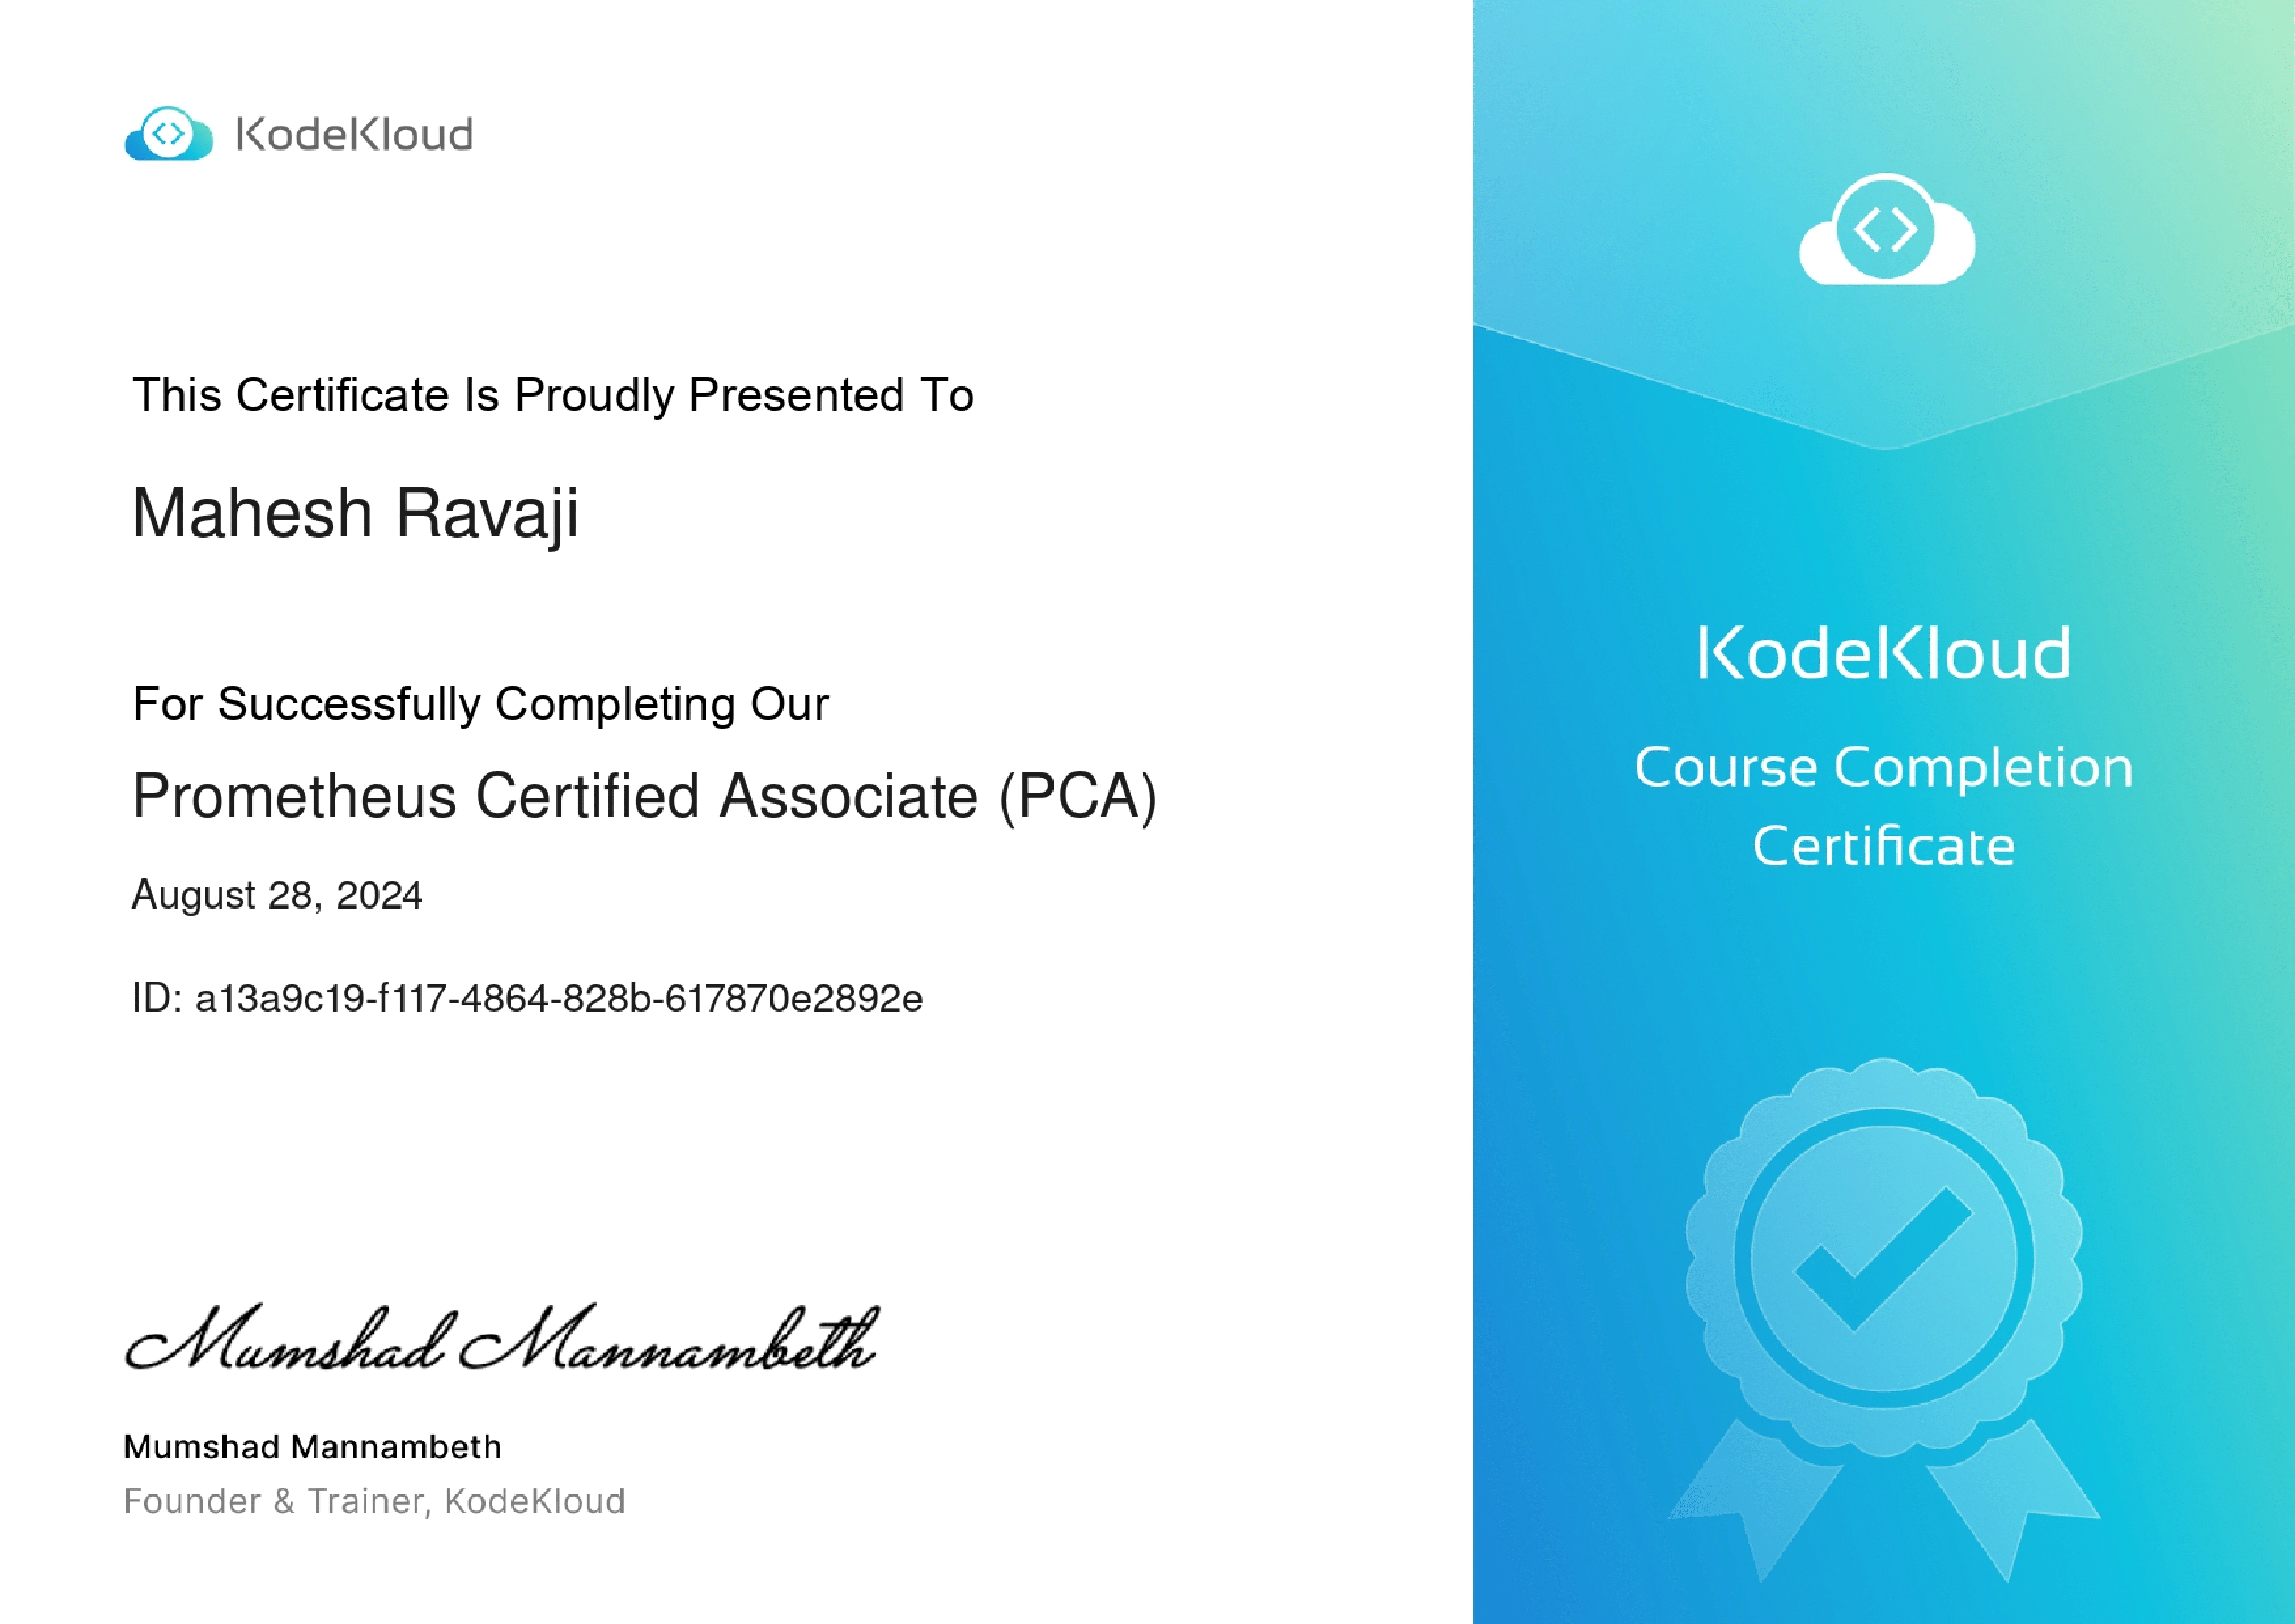 KodeKloud
This Certificate Is Proudly Presented To
Mahesh Ravaji
For Successfully Completing Our
Prometheus Certified Associate (PCA)
August 28, 2024
ID: a13a9c19-f117-4864-828b-617870e2892e
Mumshad Mannambeth
Mumshad Mannambeth
Founder & Trainer, KodeKloud
KodeKloud
Course Completion
Certificate